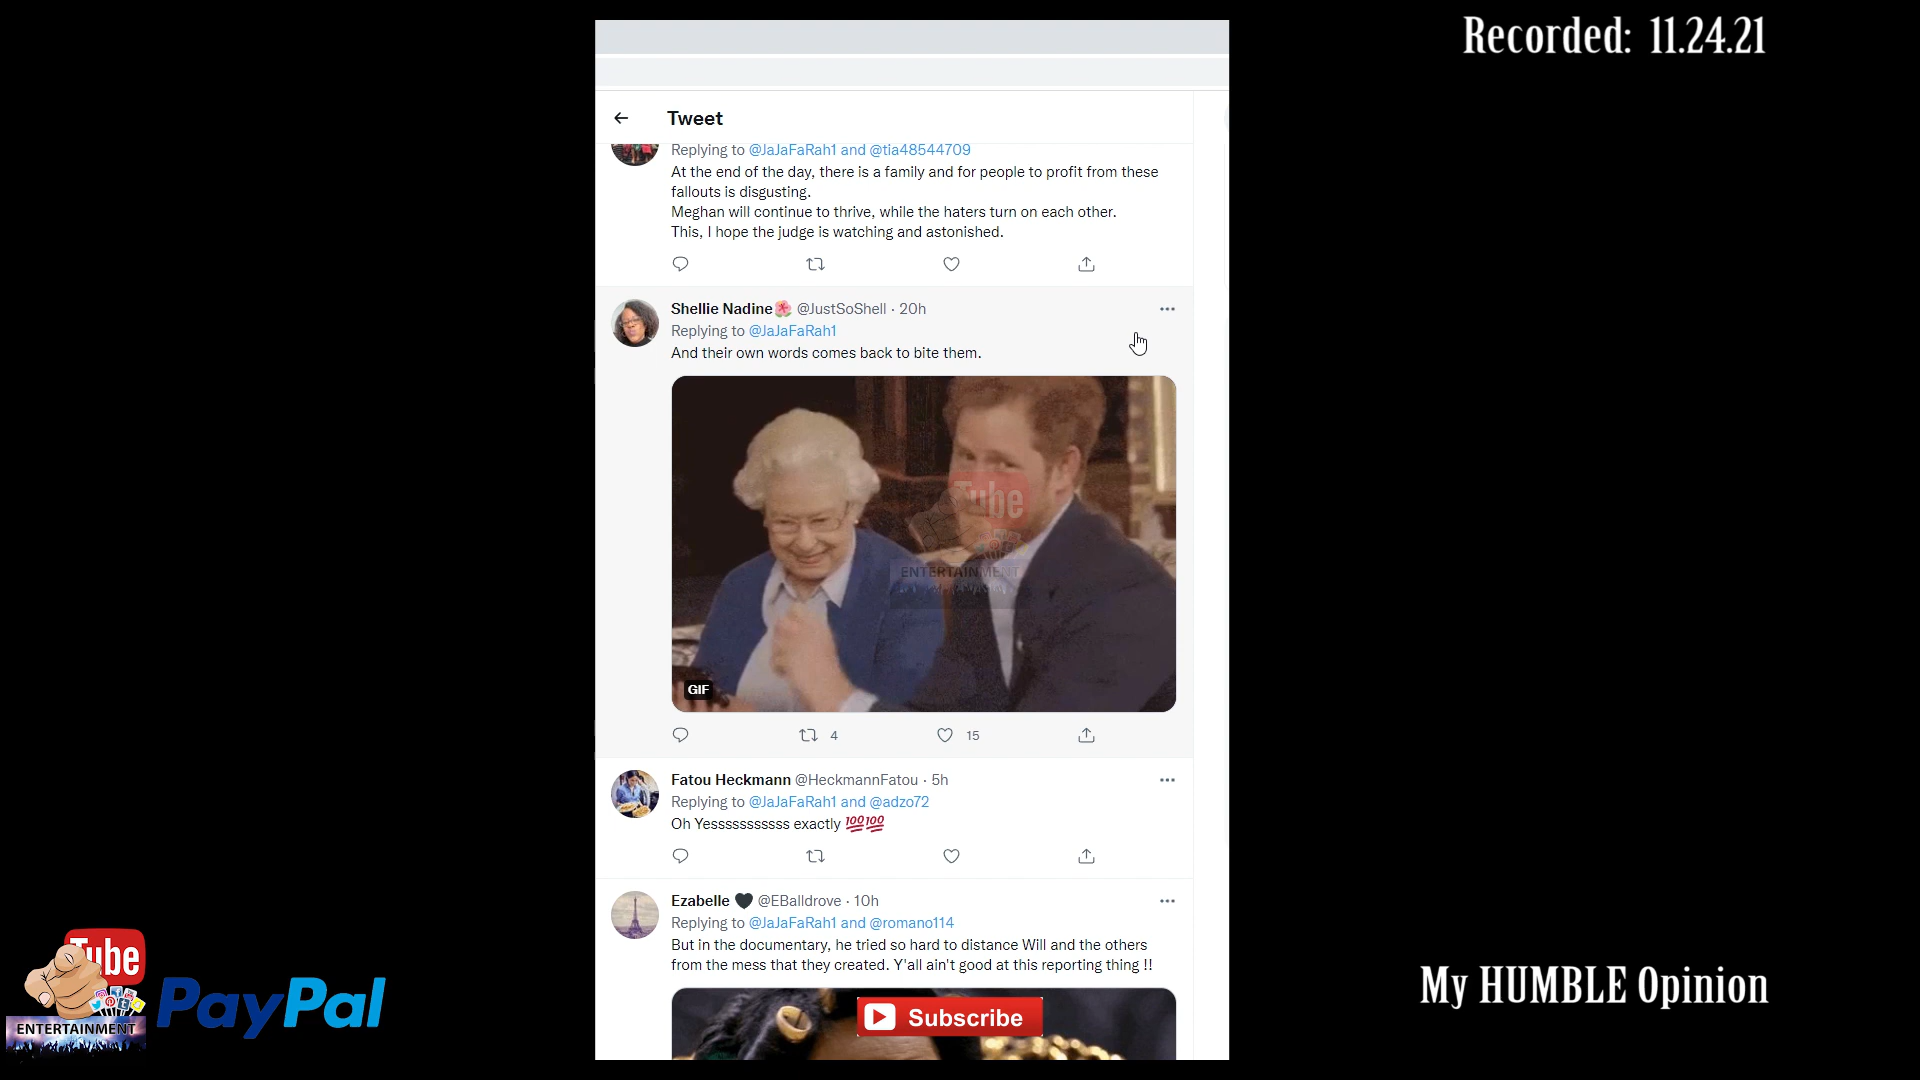 Recorded: 11.24.21
Tweet
Replying to @JaJaFaRah1 and @tia48544709
At the end of the day, there is a family and for people to profit from these
fallouts is disgusting.
Meghan will continue to thrive, while the haters turn on each other.
This, I hope the judge is watching and astonished.
Shellie Nadine🌺 @JustSoShell · 20h
Replying to @JaJaFaRah1
And their own words comes back to bite them.
Tube
ENTERTAINMENT
GIF
4
15
Fatou Heckmann @HeckmannFatou · 5h
Replying to @JaJaFaRah1 and @adzo72
Oh Yesssssssssss exactly 💯💯
Ezabelle 🖤 @EBalldrove · 10h
Replying to @JaJaFaRah1 and @romano114
But in the documentary, he tried so hard to distance Will and the others
from the mess that they created. Y'all ain't good at this reporting thing !!
Subscribe
Tube
ENTERTAINMENT
PayPal
My HUMBLE Opinion